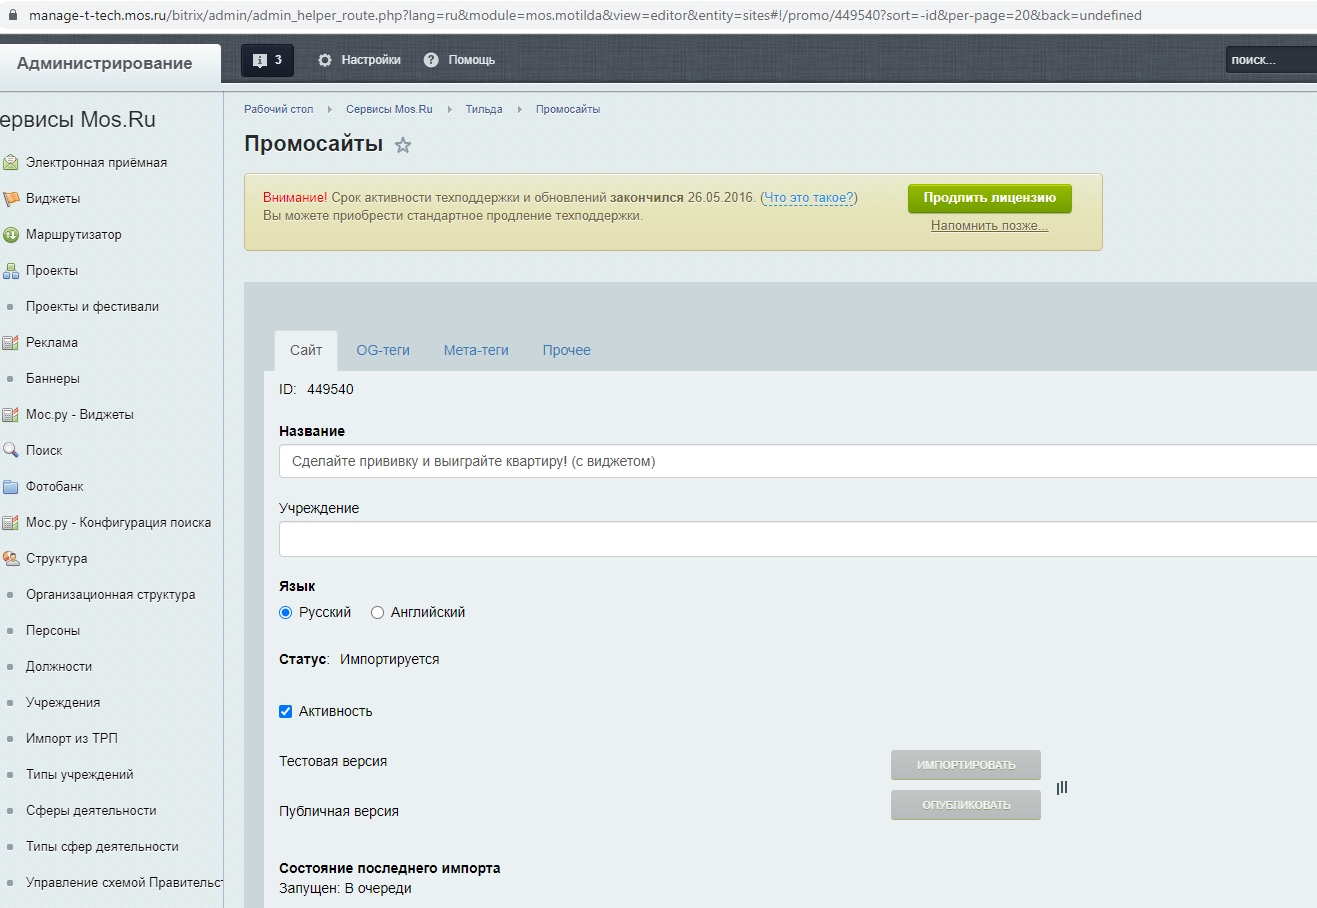 manage-t-tech.mos.ru/bitrix/admin/admin_helper_route.php?lang=ru&module=mos.motilda&view=editor&entity=sites#!/promo/449540?sort=-id&per-page=20&back=undefined
Администрирование
3
Настройки
Помощь
поиск...
ервисы Mos.Ru
Электронная приёмная
Виджеты
Маршрутизатор
Проекты
Проекты и фестивали
Реклама
Баннеры
Мос.ру - Виджеты
Поиск
Фотобанк
Мос.ру - Конфигурация поиска
Структура
Организационная структура
Персоны
Должности
Учреждения
Импорт из ТРП
Типы учреждений
Сферы деятельности
Типы сфер деятельности
Управление схемой Правительст
Рабочий стол Сервисы Mos.Ru Тильда Промосайты
Промосайты
Внимание! Срок активности техподдержки и обновлений закончился 26.05.2016. (Что это такое?)
Вы можете приобрести стандартное продление техподдержки.
Продлить лицензию
Напомнить позже...
Сайт OG-теги Мета-теги Прочее
ID: 449540
Название
Сделайте прививку и выиграйте квартиру! (с виджетом)
Учреждение
Язык
Русский Английский
Статус: Импортируется
Активность
Тестовая версия
ИМПОРТИРОВАТЬ
Публичная версия
ОПУБЛИКОВАТЬ
Состояние последнего импорта
Запущен: В очереди